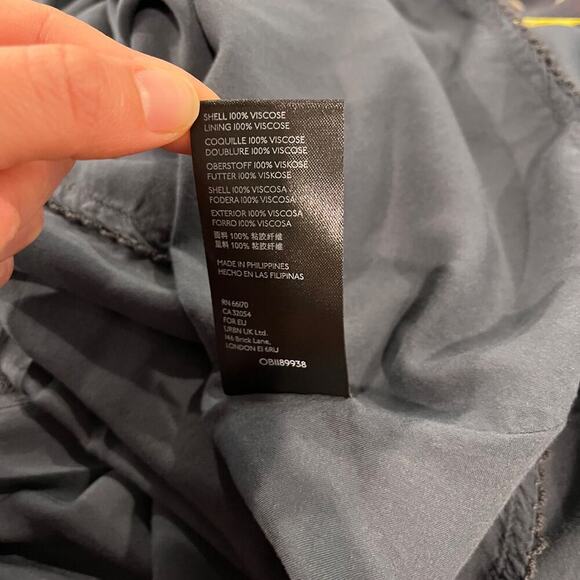 SHELL 100% VISCOSE
LINING 100% VISCOSE
COQUILLE 100% VISCOSE
DOUBLURE 100% VISCOSE
OBERSTOFF 100% VISKOSE
FUTTER 100% VISKOSE
SHELL 100% VISCOSA
FODERA 100% VISCOSA
EXTERIOR 100% VISCOSA
FORRO 100% VISCOSA
面料 100% 粘胶纤维
里料 100% 粘胶纤维
MADE IN PHILIPPINES
HECHO EN LAS FILIPINAS
RN 66170
CA 32054
FOR EU
URBN UK Ltd.
146 Brick Lane,
LONDON E1 6RU
OB1189938